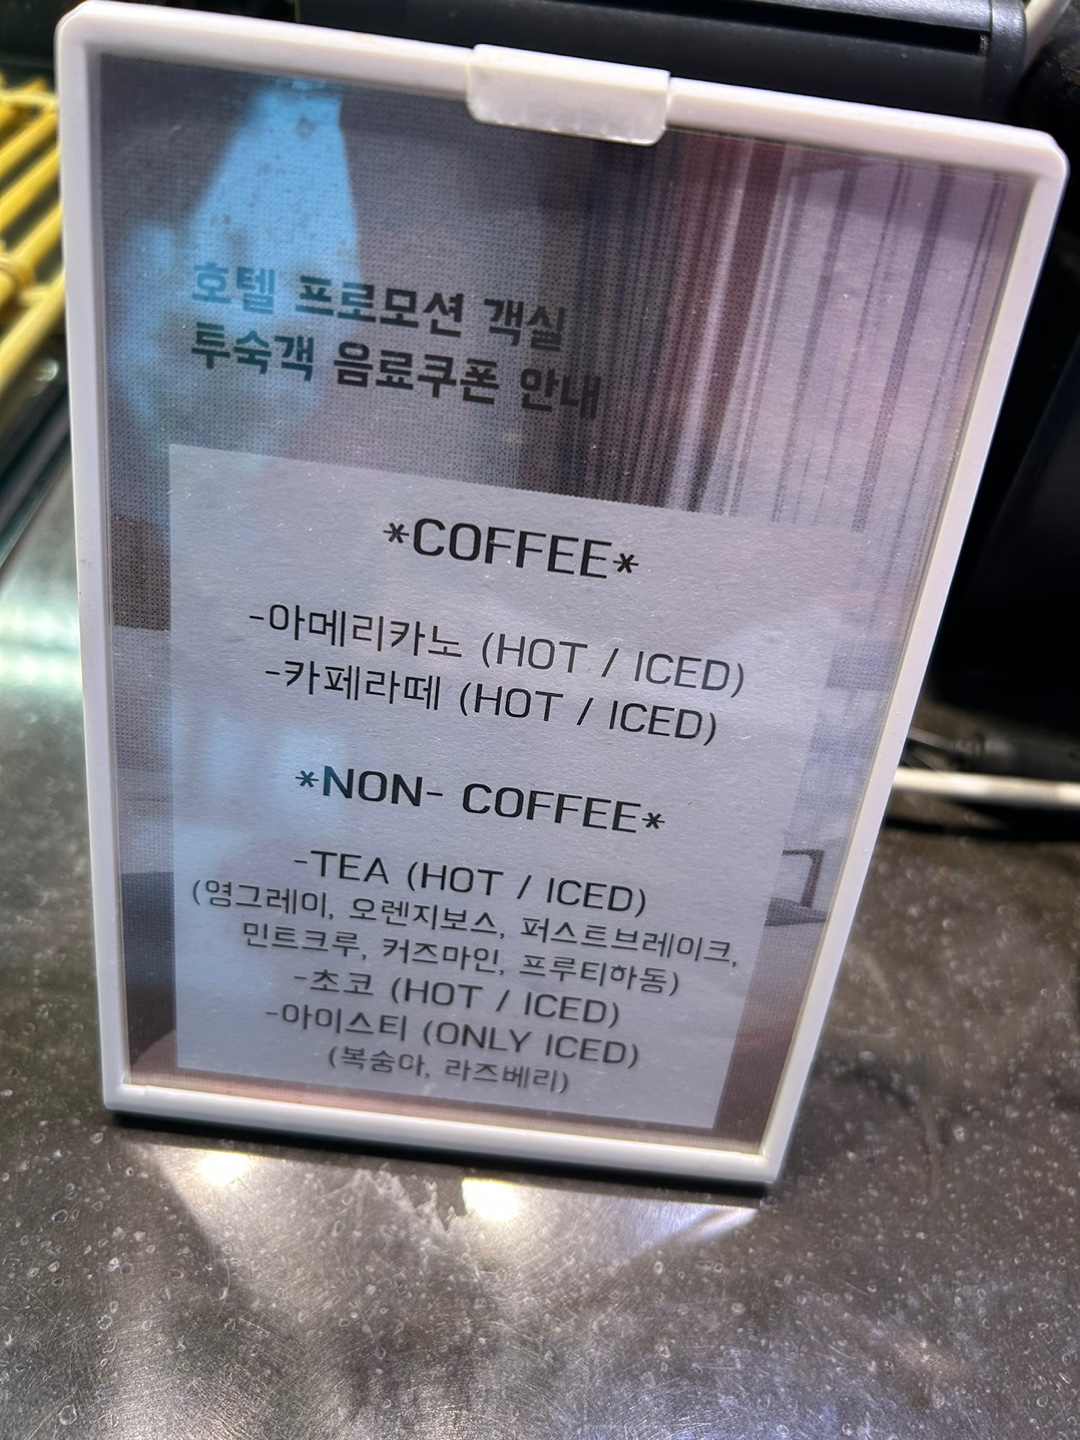 호텔 프로모션 객실
투숙객 음료쿠폰 안내
*COFFEE*
-아메리카노 (HOT / ICED)
-카페라떼 (HOT / ICED)
*NON- COFFEE*
-TEA (HOT / ICED)
(영그레이, 오렌지보스, 퍼스트브레이크,
민트크루, 커즈마인, 프루티하동)
-초코 (HOT / ICED)
-아이스티 (ONLY ICED)
(복숭아, 라즈베리)